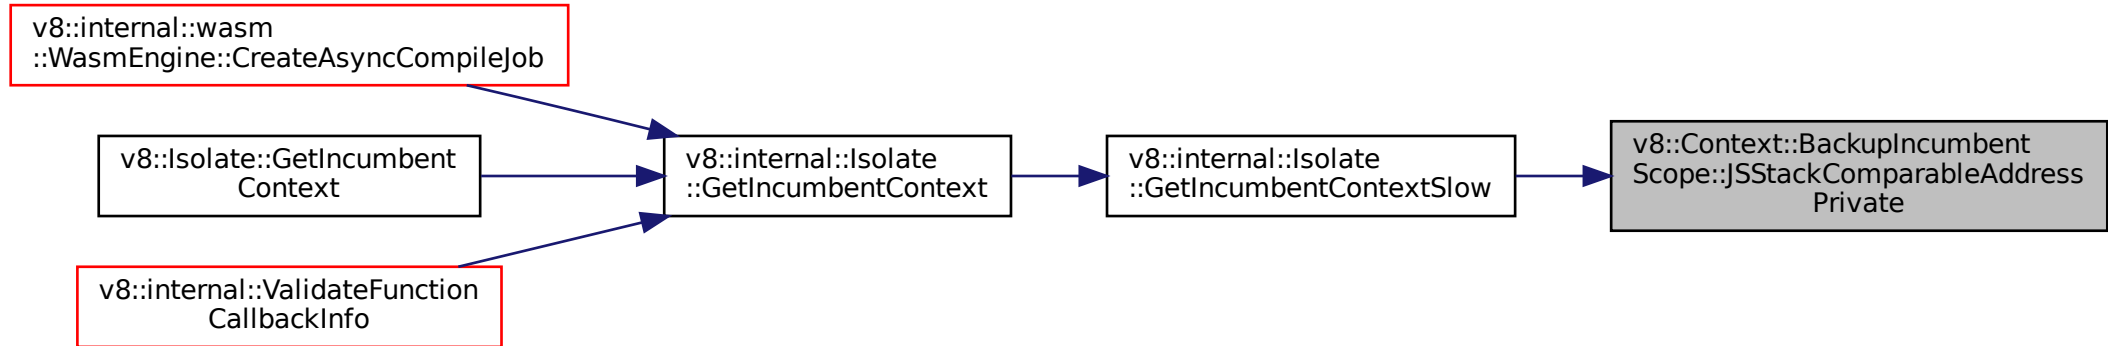 v8::internal::wasm
::WasmEngine::CreateAsyncCompileJob
v8::Isolate::GetIncumbent
Context
v8::internal::ValidateFunction
CallbackInfo
v8::internal::Isolate
::GetIncumbentContext
v8::internal::Isolate
::GetIncumbentContextSlow
v8::Context::BackupIncumbent
Scope::JSStackComparableAddress
Private